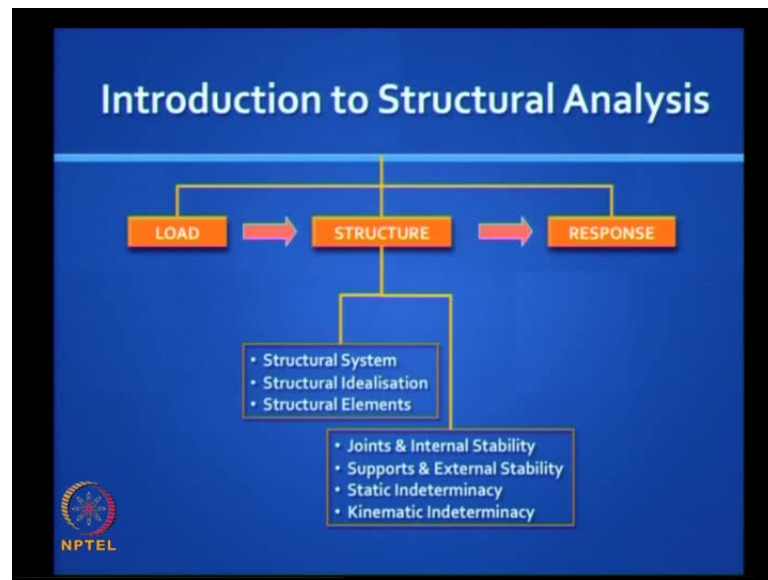 Introduction to Structural Analysis
LOAD
STRUCTURE
RESPONSE
• Structural System
• Structural Idealisation
• Structural Elements
• Joints & Internal Stability
• Supports & External Stability
• Static Indeterminacy
• Kinematic Indeterminacy
NPTEL